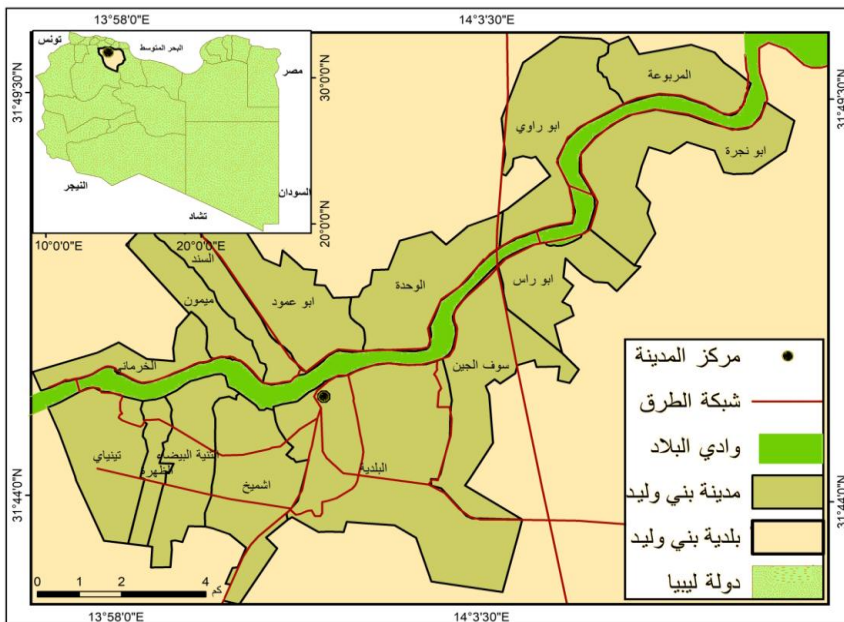 13°58'0"E
14°3'30"E
31°49'30"N
31°49'30"N
تونس
البحر المتوسط
مصر
النيجر
تشاد
السودان
30°0'0"N
20°0'0"N
10°0'0"E
20°0'0"E
المربوعة
ابو راوي
ابو نجرة
السند
ميمون
ابو عمود
الوحدة
ابو راس
سوف الجين
الخرماني
تينياي
الظهرة
الثنية البيضاء
اشميخ
البلدية
مركز المدينة
شبكة الطرق
وادي البلاد
مدينة بني وليد
بلدية بني وليد
دولة ليبيا
31°44'0"N
31°44'0"N
0 1 2 4
كم
13°58'0"E
14°3'30"E